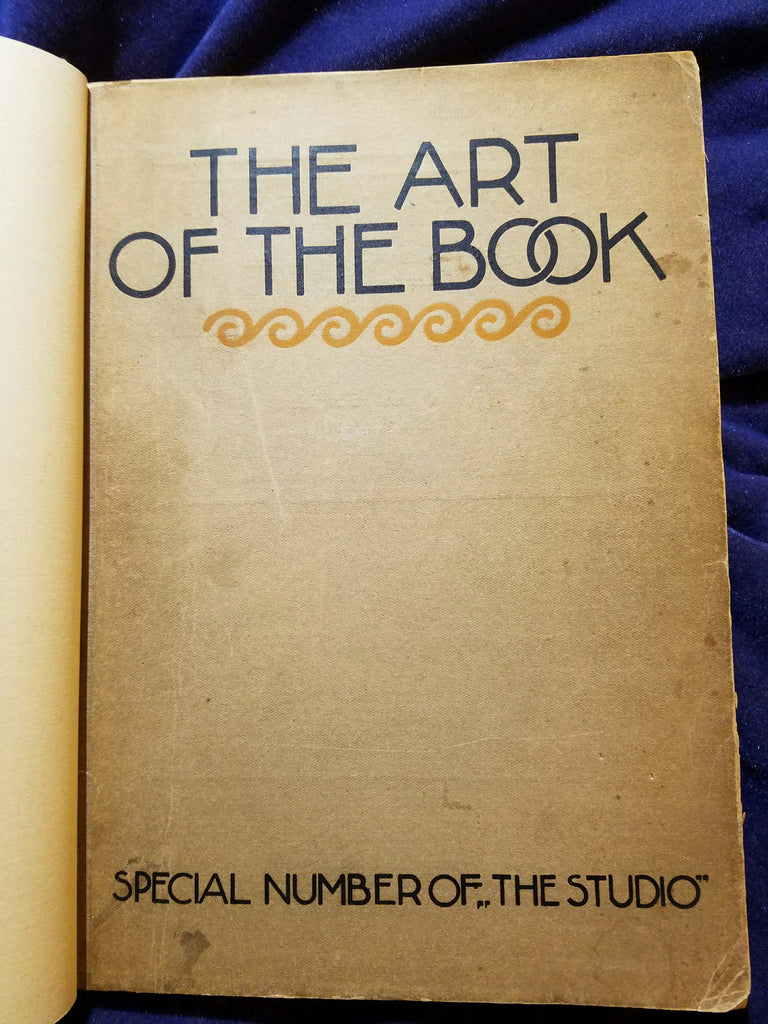 THE ART
OF THE BOOK
SPECIAL NUMBER OF „THE STUDIO”